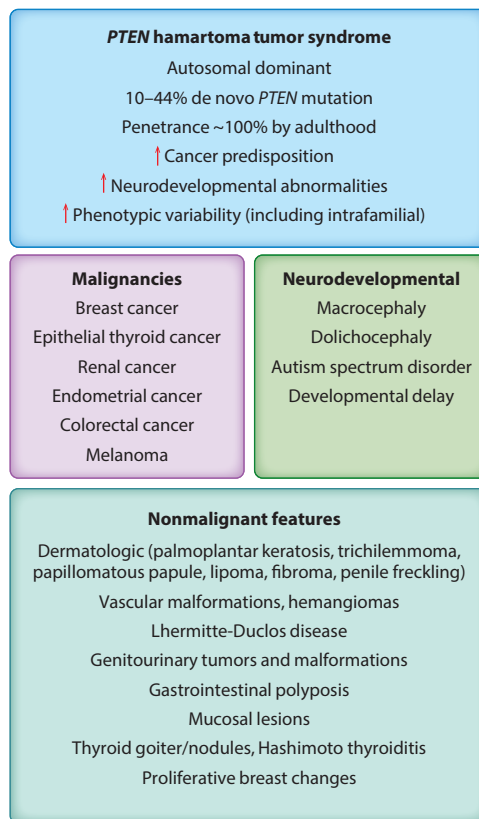 PTEN hamartoma tumor syndrome
Autosomal dominant
10–44% de novo PTEN mutation
Penetrance ~100% by adulthood
↑ Cancer predisposition
↑ Neurodevelopmental abnormalities
↑ Phenotypic variability (including intrafamilial)
Malignancies
Breast cancer
Epithelial thyroid cancer
Renal cancer
Endometrial cancer
Colorectal cancer
Melanoma
Neurodevelopmental
Macrocephaly
Dolichocephaly
Autism spectrum disorder
Developmental delay
Nonmalignant features
Dermatologic (palmoplantar keratosis, trichilemmoma,
papillomatous papule, lipoma, fibroma, penile freckling)
Vascular malformations, hemangiomas
Lhermitte-Duclos disease
Genitourinary tumors and malformations
Gastrointestinal polyposis
Mucosal lesions
Thyroid goiter/nodules, Hashimoto thyroiditis
Proliferative breast changes